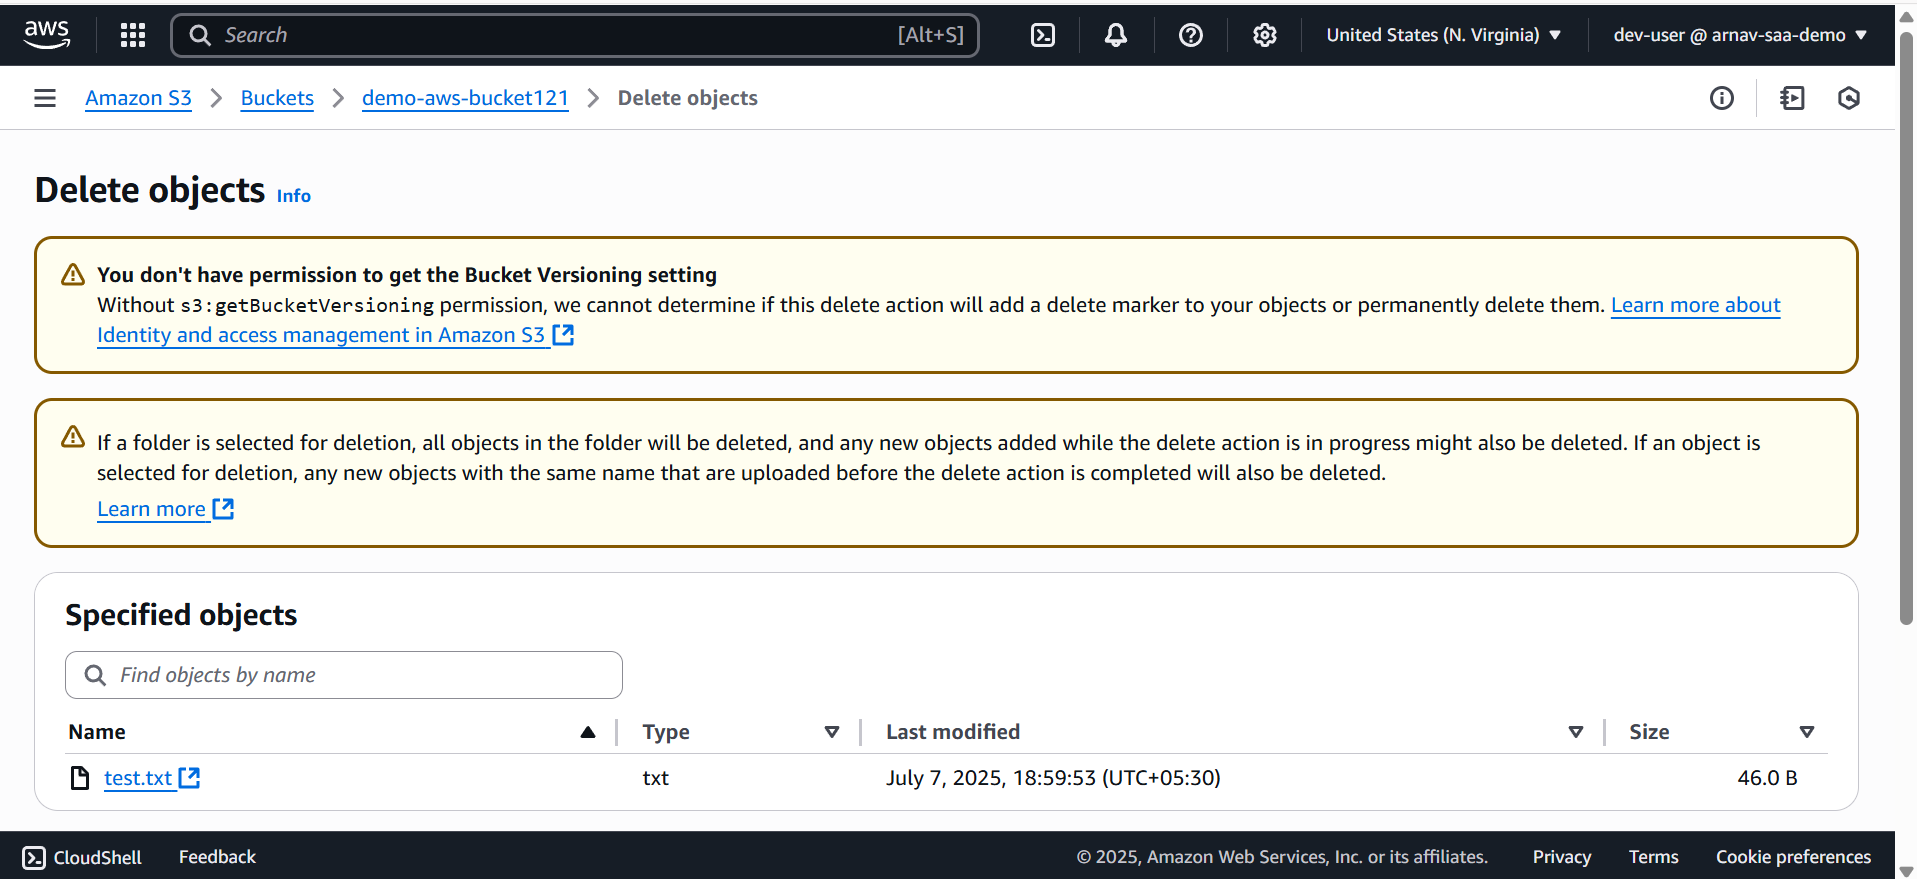 aws
Search [Alt+S] United States (N. Virginia) dev-user @ arnav-saa-demo
Amazon S3 Buckets demo-aws-bucket121 Delete objects
Delete objects Info
You don't have permission to get the Bucket Versioning setting
Without s3:getBucketVersioning permission, we cannot determine if this delete action will add a delete marker to your objects or permanently delete them. Learn more about
Identity and access management in Amazon S3
If a folder is selected for deletion, all objects in the folder will be deleted, and any new objects added while the delete action is in progress might also be deleted. If an object is
selected for deletion, any new objects with the same name that are uploaded before the delete action is completed will also be deleted.
Learn more
Specified objects
Find objects by name
Name Type Last modified Size
test.txt txt July 7, 2025, 18:59:53 (UTC+05:30) 46.0 B
CloudShell Feedback © 2025, Amazon Web Services, Inc. or its affiliates. Privacy Terms Cookie preferences